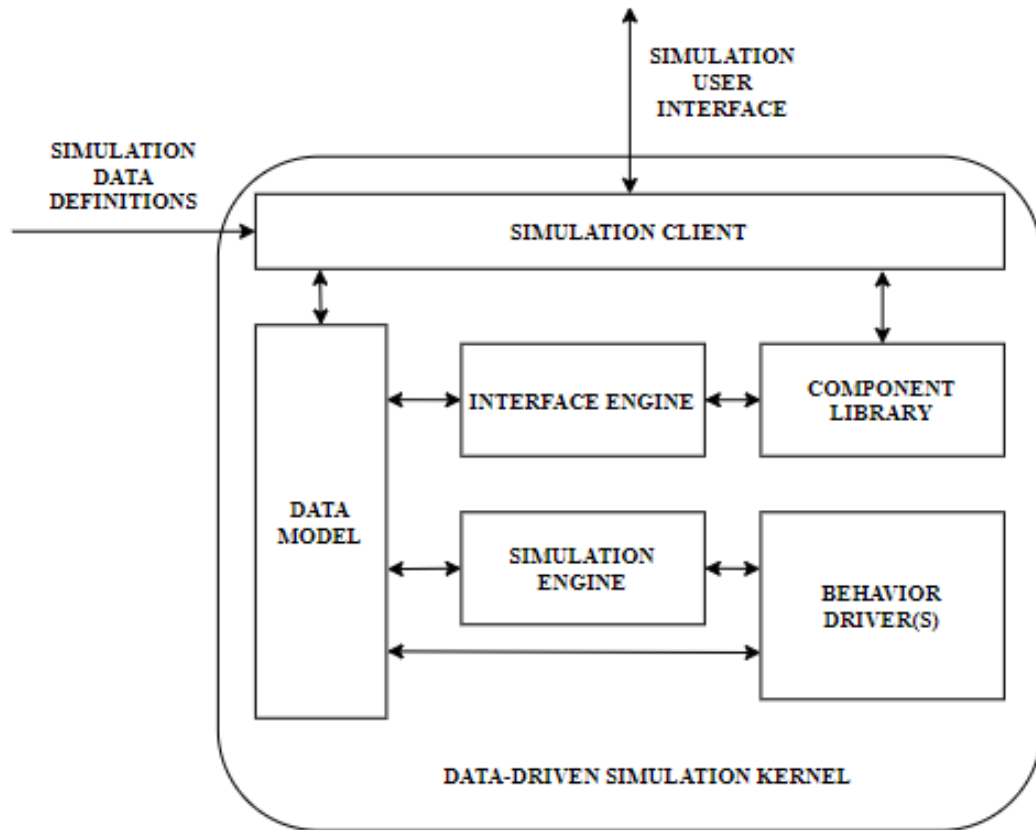 SIMULATION
USER
INTERFACE
SIMULATION
DATA
DEFINITIONS
SIMULATION CLIENT
INTERFACE ENGINE
COMPONENT
LIBRARY
DATA
MODEL
SIMULATION
ENGINE
BEHAVIOR
DRIVER(S)
DATA-DRIVEN SIMULATION KERNEL